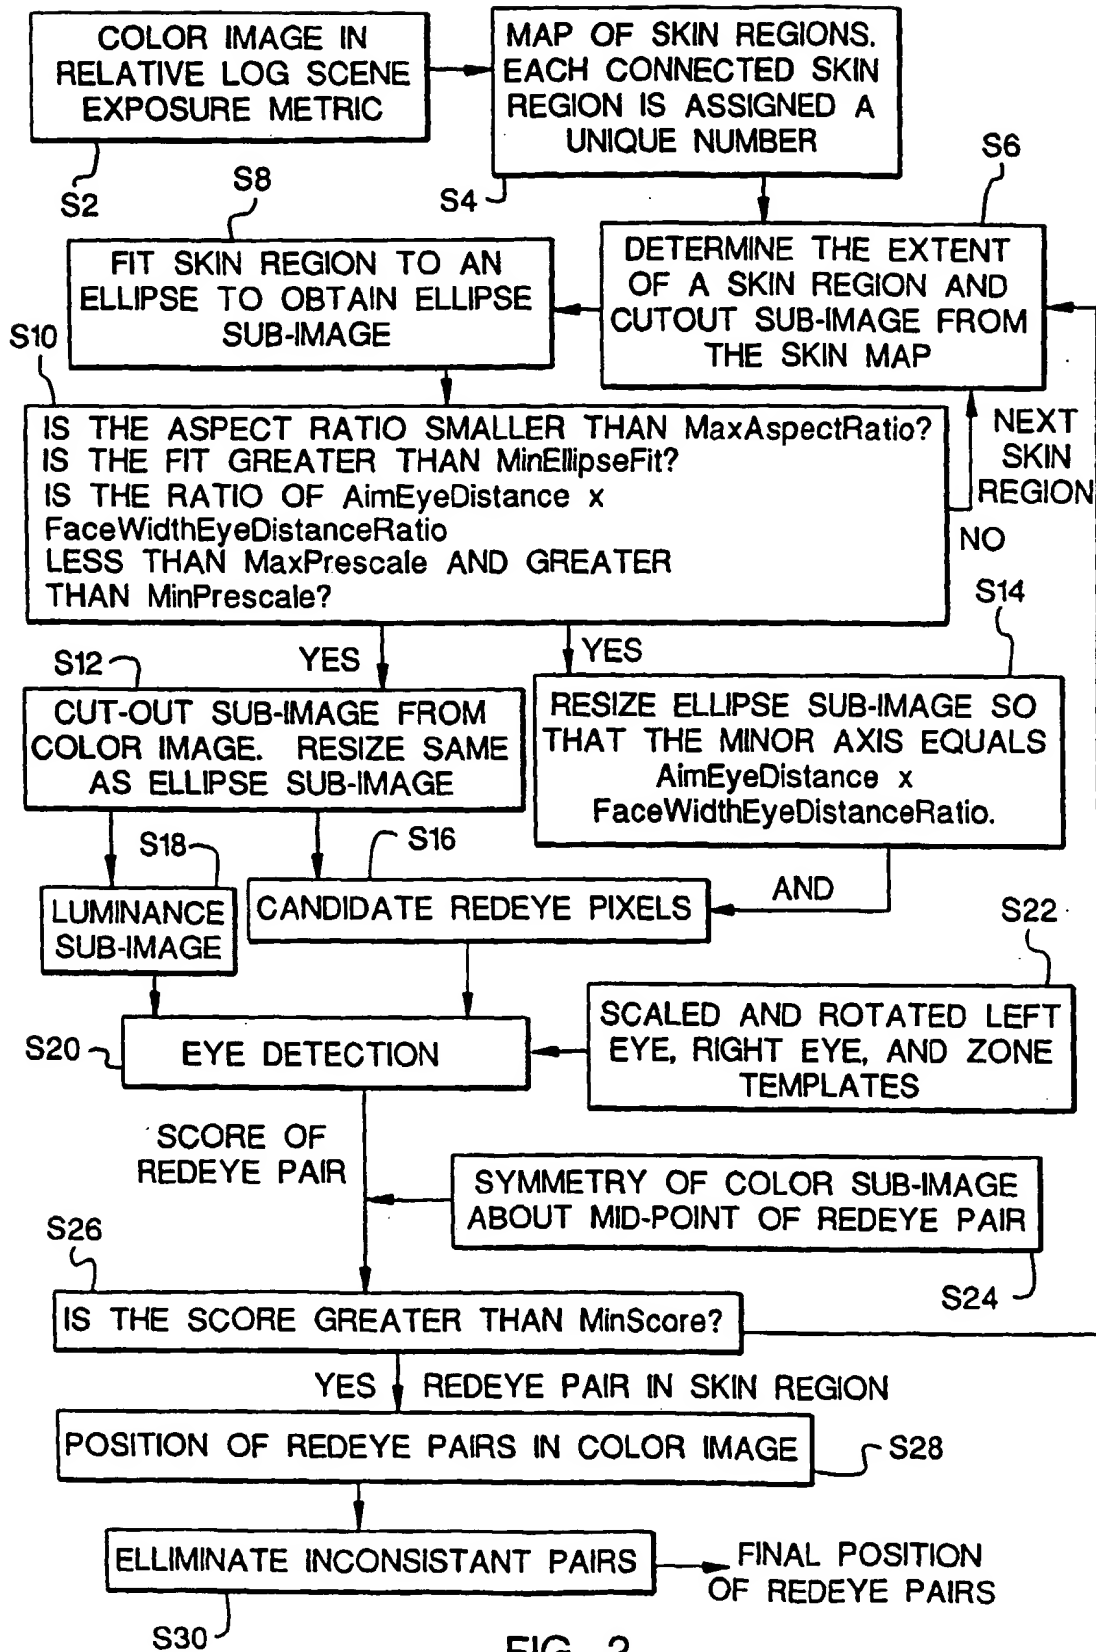 COLOR IMAGE IN
RELATIVE LOG SCENE
EXPOSURE METRIC
S2
MAP OF SKIN REGIONS.
EACH CONNECTED SKIN
REGION IS ASSIGNED A
UNIQUE NUMBER
S4
S6
DETERMINE THE EXTENT
OF A SKIN REGION AND
CUTOUT SUB-IMAGE FROM
THE SKIN MAP
S8
FIT SKIN REGION TO AN
ELLIPSE TO OBTAIN ELLIPSE
SUB-IMAGE
S10
IS THE ASPECT RATIO SMALLER THAN MaxAspectRatio?
IS THE FIT GREATER THAN MinEllipseFit?
IS THE RATIO OF AimEyeDistance x
FaceWidthEyeDistanceRatio
LESS THAN MaxPrescale AND GREATER
THAN MinPrescale?
NEXT
SKIN
REGION
NO
YES
YES
S12
CUT-OUT SUB-IMAGE FROM
COLOR IMAGE. RESIZE SAME
AS ELLIPSE SUB-IMAGE
S14
RESIZE ELLIPSE SUB-IMAGE SO
THAT THE MINOR AXIS EQUALS
AimEyeDistance x
FaceWidthEyeDistanceRatio.
S18
LUMINANCE
SUB-IMAGE
S16
CANDIDATE REDEYE PIXELS
AND
S22
SCALED AND ROTATED LEFT
EYE, RIGHT EYE, AND ZONE
TEMPLATES
S20
EYE DETECTION
SCORE OF
REDEYE PAIR
SYMMETRY OF COLOR SUB-IMAGE
ABOUT MID-POINT OF REDEYE PAIR
S24
S26
IS THE SCORE GREATER THAN MinScore?
YES
REDEYE PAIR IN SKIN REGION
POSITION OF REDEYE PAIRS IN COLOR IMAGE
S28
ELLIMINATE INCONSISTANT PAIRS
S30
FINAL POSITION
OF REDEYE PAIRS
FIG. 2